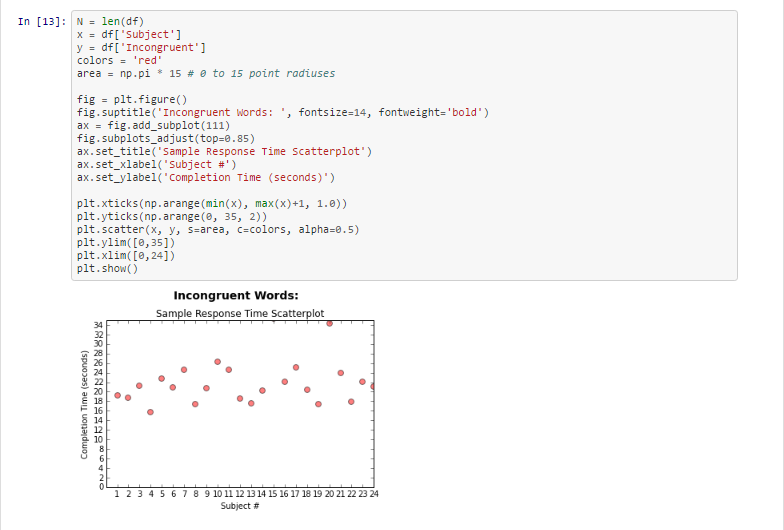 In [13]: N = len(df)
x = df['Subject']
y = df['Incongruent']
colors = 'red'
area = np.pi * 15 # 0 to 15 point radiuses
fig = plt.figure()
fig.suptitle('Incongruent Words: ', fontsize=14, fontweight='bold')
ax = fig.add_subplot(111)
fig.subplots_adjust(top=0.85)
ax.set_title('Sample Response Time Scatterplot')
ax.set_xlabel('Subject #')
ax.set_ylabel('Completion Time (seconds)')
plt.xticks(np.arange(min(x), max(x)+1, 1.0))
plt.yticks(np.arange(0, 35, 2))
plt.scatter(x, y, s=area, c=colors, alpha=0.5)
plt.ylim([0,35])
plt.xlim([0,24])
plt.show()
Incongruent Words:
Sample Response Time Scatterplot
Completion Time (seconds)
34
32
30
28
26
24
22
20
18
16
14
12
10
8
6
4
2
0
1 2 3 4 5 6 7 8 9 10 11 12 13 14 15 16 17 18 19 20 21 22 23 24
Subject #